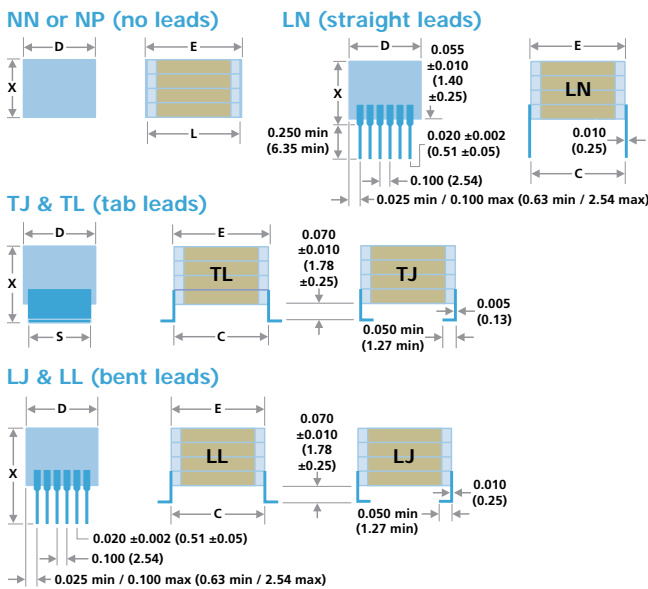 NN or NP (no leads)
D
X
E
L
LN (straight leads)
D
X
0.055
±0.010
(1.40
±0.25)
0.250 min
(6.35 min)
0.020 ±0.002
(0.51 ±0.05)
0.100 (2.54)
0.025 min / 0.100 max (0.63 min / 2.54 max)
E
LN
0.010
(0.25)
C
TJ & TL (tab leads)
D
X
S
E
TL
C
0.070
±0.010
(1.78
±0.25)
TJ
0.005
(0.13)
0.050 min
(1.27 min)
LJ & LL (bent leads)
D
X
0.020 ±0.002 (0.51 ±0.05)
0.100 (2.54)
0.025 min / 0.100 max (0.63 min / 2.54 max)
E
LL
C
0.070
±0.010
(1.78
±0.25)
LJ
0.010
(0.25)
0.050 min
(1.27 min)